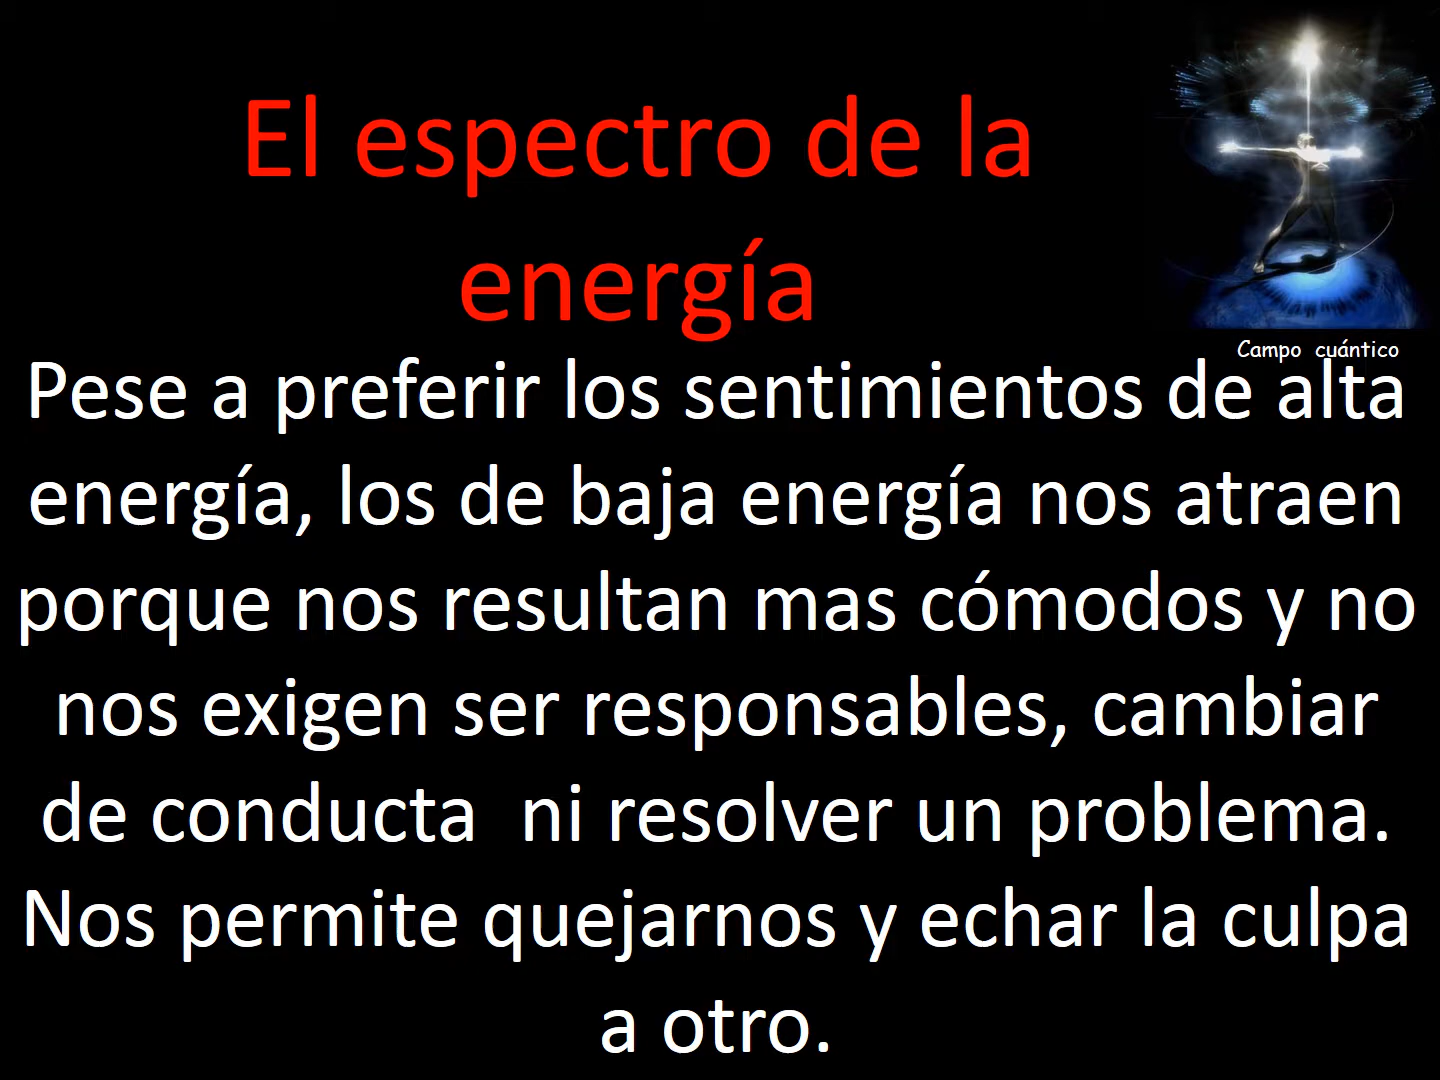 El espectro de la
energía
Campo cuántico
Pese a preferir los sentimientos de alta
energía, los de baja energía nos atraen
porque nos resultan mas cómodos y no
nos exigen ser responsables, cambiar
de conducta  ni resolver un problema.
Nos permite quejarnos y echar la culpa
a otro.